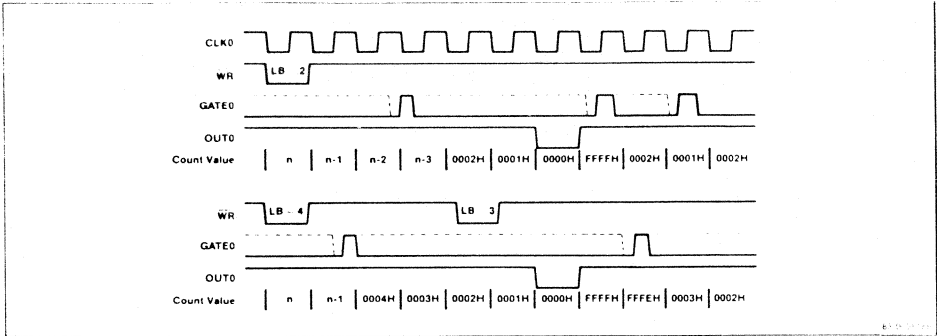 CLK0
WR
LB 2
GATE0
OUT0
Count Value n n-1 n-2 n-3 0002H 0001H 0000H FFFFH 0002H 0001H 0002H
WR
LB - 4
LB 3
GATE0
OUT0
Count Value n n-1 0004H 0003H 0002H 0001H 0000H FFFFH FFFEH 0003H 0002H